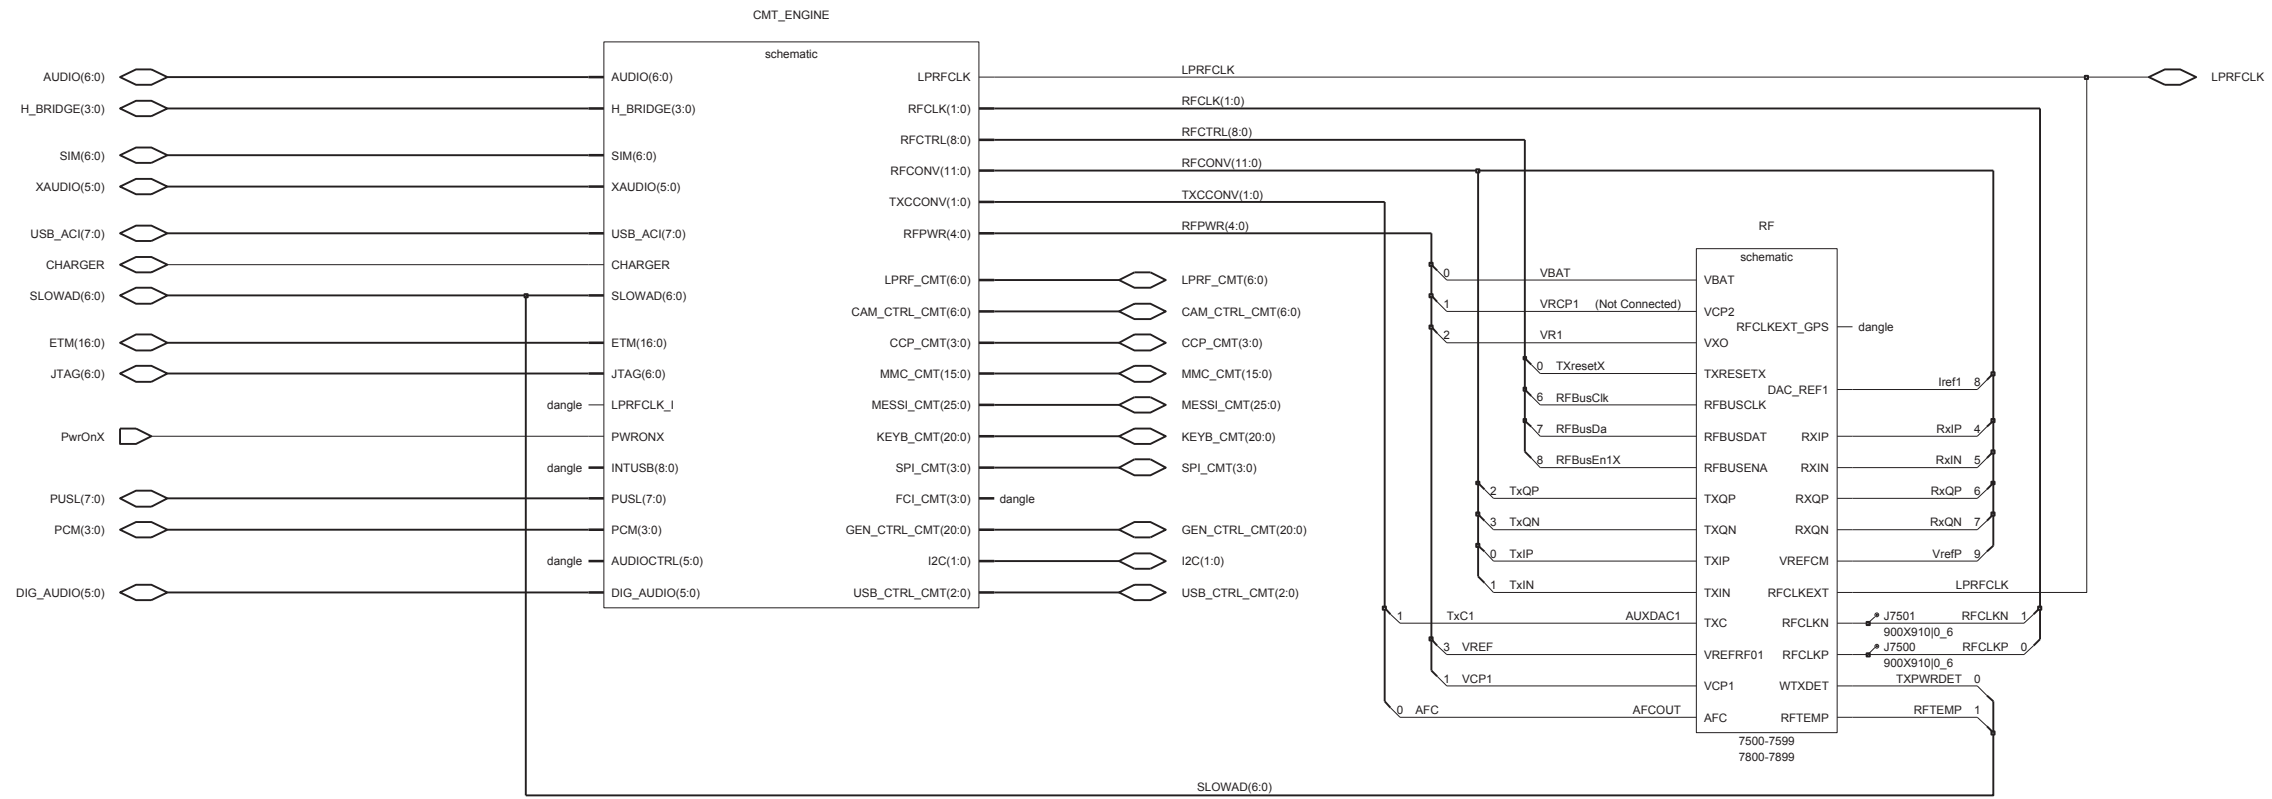 CMT_ENGINE
schematic
AUDIO(6:0) AUDIO(6:0) LPRFCLK LPRFCLK LPRFCLK
H_BRIDGE(3:0) H_BRIDGE(3:0) RFCLK(1:0) RFCLK(1:0)
RFCTRL(8:0) RFCTRL(8:0)
SIM(6:0) SIM(6:0)
RFCONV(11:0) RFCONV(11:0)
XAUDIO(5:0) XAUDIO(5:0)
TXCCONV(1:0) TXCCONV(1:0)
USB_ACI(7:0) USB_ACI(7:0) RFPWR(4:0) RFPWR(4:0)
RF
schematic
CHARGER CHARGER
LPRF_CMT(6:0) LPRF_CMT(6:0) 0 VBAT VBAT
SLOWAD(6:0) SLOWAD(6:0)
CAM_CTRL_CMT(6:0) CAM_CTRL_CMT(6:0) 1 VRCP1 (Not Connected) VCP2
RFCLKEXT_GPS dangle
ETM(16:0) ETM(16:0) CCP_CMT(3:0) CCP_CMT(3:0) 2 VR1 VXO
JTAG(6:0) JTAG(6:0) MMC_CMT(15:0) MMC_CMT(15:0) 0 TXresetX TXRESETX
DAC_REF1 Iref1 8
dangle LPRFCLK_I MESSI_CMT(25:0) MESSI_CMT(25:0) 6 RFBusClk RFBUSCLK
PwrOnX PWRONX KEYB_CMT(20:0) KEYB_CMT(20:0) 7 RFBusDa RFBUSDAT RXIP RxIP 4
dangle INTUSB(8:0) SPI_CMT(3:0) SPI_CMT(3:0) 8 RFBusEn1X RFBUSENA RXIN RxIN 5
PUSL(7:0) PUSL(7:0) FCI_CMT(3:0) dangle 2 TxQP TXQP RXQP RxQP 6
PCM(3:0) PCM(3:0) GEN_CTRL_CMT(20:0) GEN_CTRL_CMT(20:0) 3 TxQN TXQN RXQN RxQN 7
dangle AUDIOCTRL(5:0) I2C(1:0) I2C(1:0) 0 TxIP TXIP VREFCM VrefP 9
DIG_AUDIO(5:0) DIG_AUDIO(5:0) USB_CTRL_CMT(2:0) USB_CTRL_CMT(2:0) 1 TxIN TXIN RFCLKEXT LPRFCLK
1 TxC1 AUXDAC1 TXC RFCLKN J7501 RFCLKN 1
900X910|0_6
3 VREF VREFRF01 RFCLKP J7500 RFCLKP 0
900X910|0_6
1 VCP1 VCP1 WTXDET TXPWRDET 0
0 AFC AFCOUT AFC RFTEMP RFTEMP 1
7500-7599
7800-7899
SLOWAD(6:0)